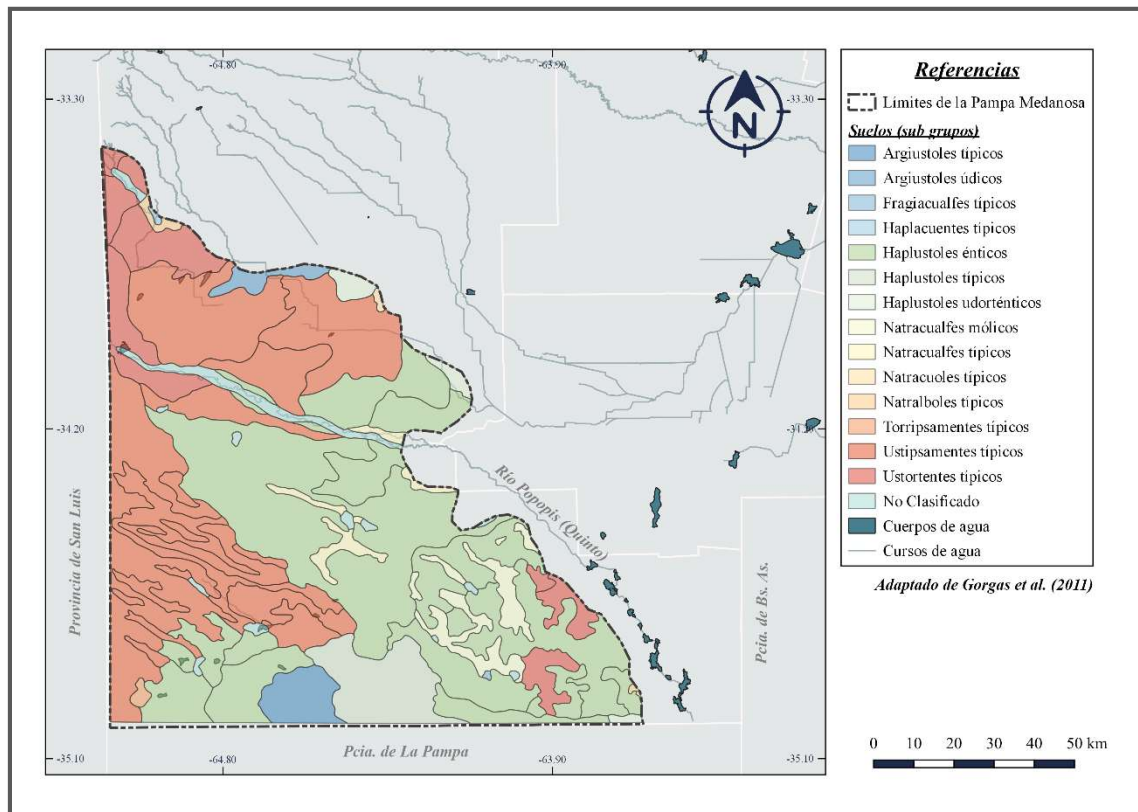 -64.80
-63.90
-33.30
-33.30
N
-34.20
-34.20
Río Popopis (Quinto)
Provincia de San Luis
Pcia. de Bs. As.
Pcia. de La Pampa
-35.10
-35.10
-64.80
-63.90
Referencias
Límites de la Pampa Medanosa
Suelos (sub grupos)
Argiustoles típicos
Argiustoles údicos
Fragiacualfes típicos
Haplacuentes típicos
Haplustoles énticos
Haplustoles típicos
Haplustoles udorténticos
Natracualfes mólicos
Natracualfes típicos
Natracuoles típicos
Natralboles típicos
Torripsamentes típicos
Ustipsamentes típicos
Ustortentes típicos
No Clasificado
Cuerpos de agua
Cursos de agua
Adaptado de Gorgas et al. (2011)
0 10 20 30 40 50 km